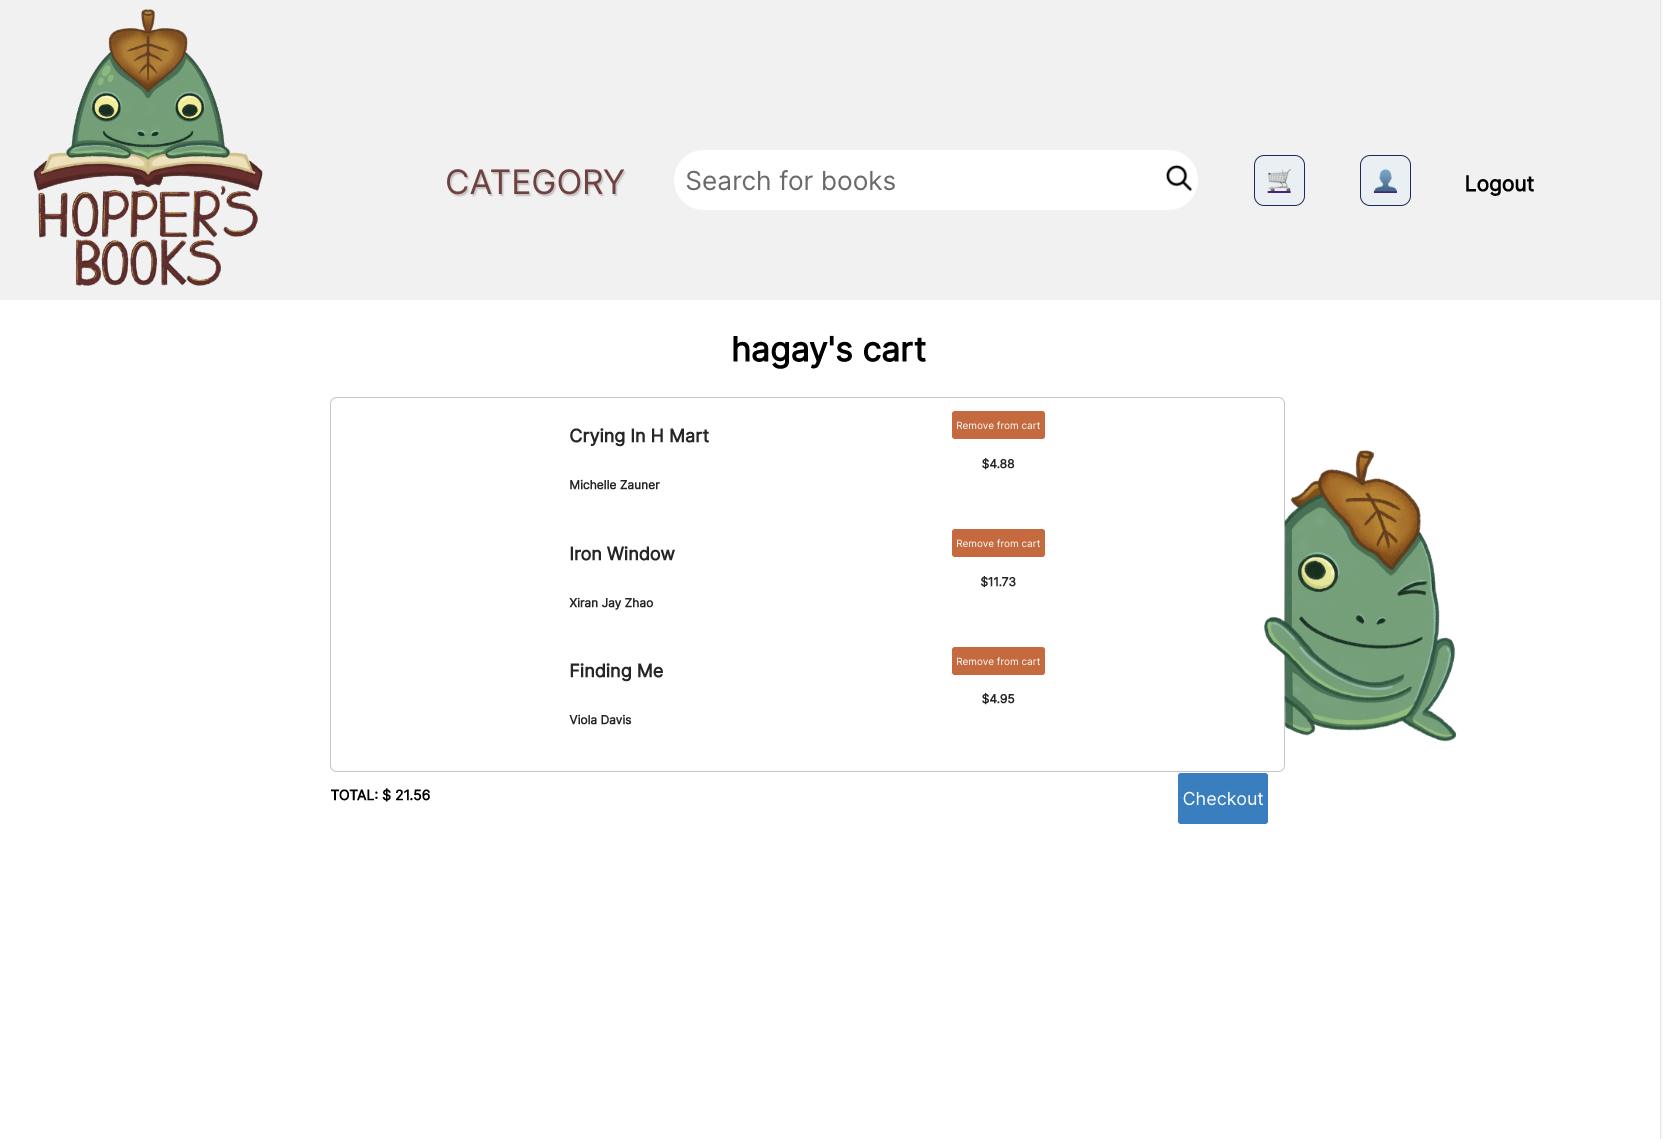 HOPPER'S
BOOKS
CATEGORY
Search for books
Logout
hagay's cart
Crying In H Mart
Remove from cart
$4.88
Michelle Zauner
Iron Window
Remove from cart
$11.73
Xiran Jay Zhao
Finding Me
Remove from cart
$4.95
Viola Davis
TOTAL: $ 21.56
Checkout